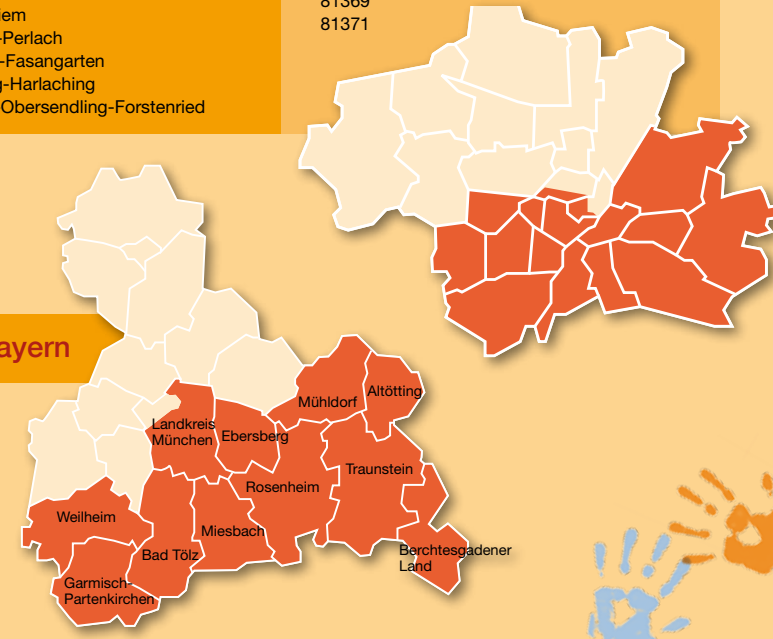 iem
-Perlach
-Fasangarten
g-Harlaching
-Obersendling-Forstenried
81369
81371
ayern
Mühldorf
Altötting
Landkreis
München
Ebersberg
Traunstein
Rosenheim
Weilheim
Miesbach
Bad Tölz
Berchtesgadener
Land
Garmisch-
Partenkirchen